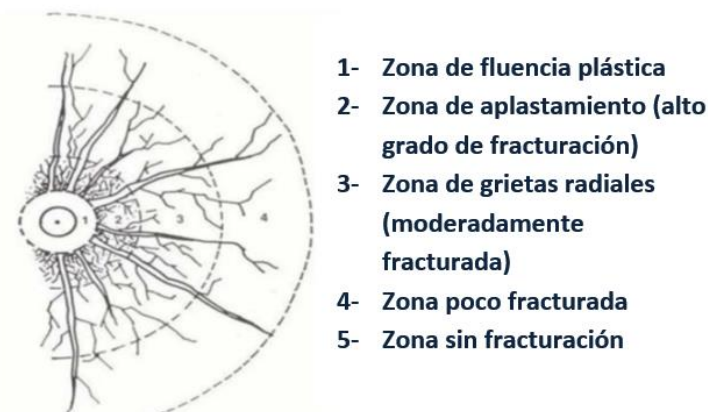 1
2
3
4
1- Zona de fluencia plástica
2- Zona de aplastamiento (alto
grado de fracturación)
3- Zona de grietas radiales
(moderadamente
fracturada)
4- Zona poco fracturada
5- Zona sin fracturación